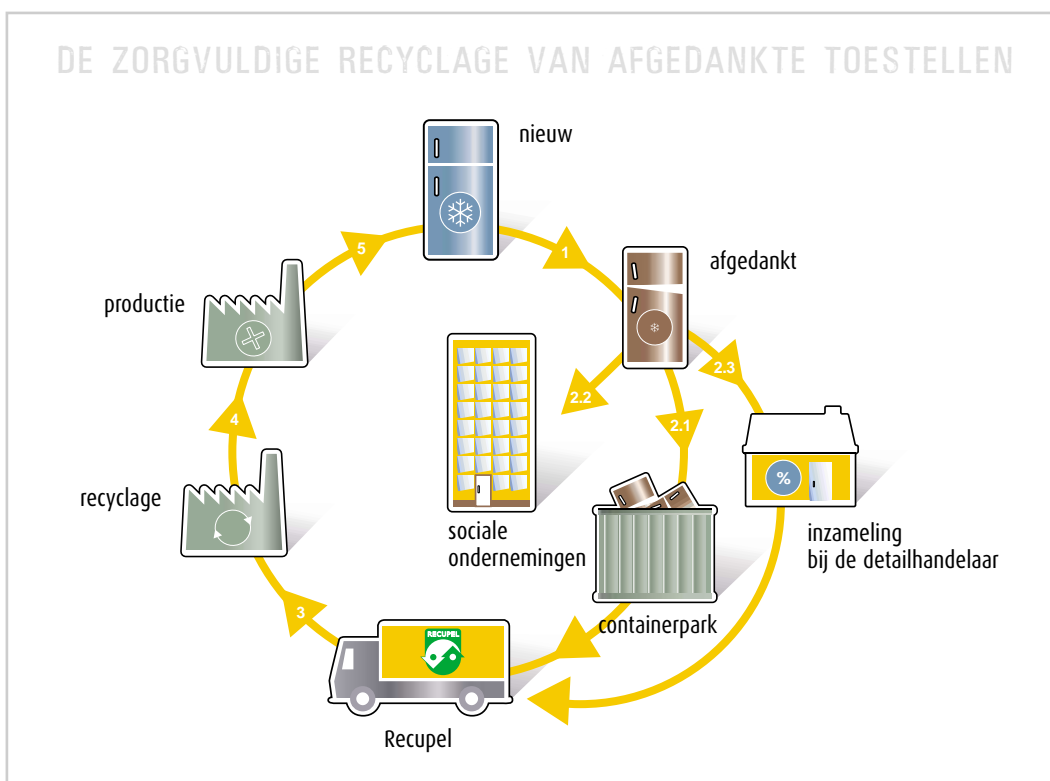 DE ZORGVULDIGE RECYCLAGE VAN AFGEDANKTE TOESTELLEN
nieuw
5
1
afgedankt
productie
2.3
2.2
4
2.1
%
recyclage
sociale
ondernemingen
inzameling
bij de detailhandelaar
3
containerpark
RECUPEL
Recupel